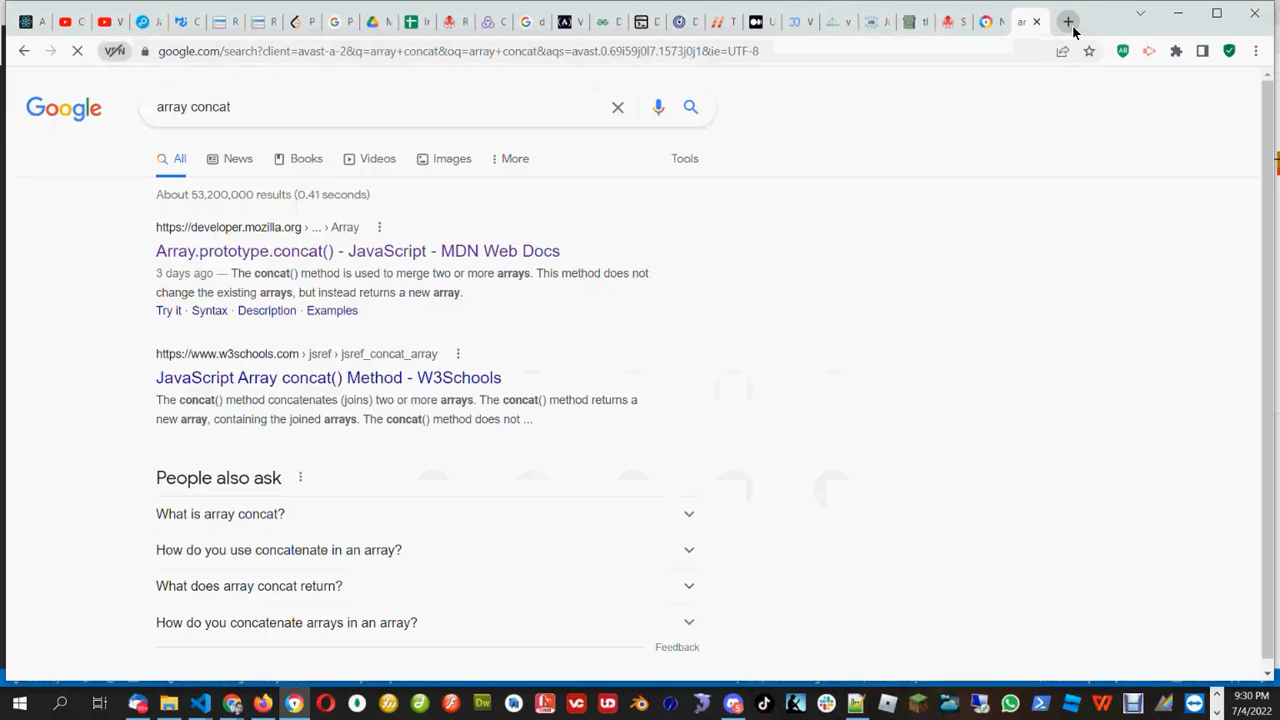 google.com/search?client=avast-a-2&q=array+concat&oq=array+concat&aqs=avast.0.69i59j0l7.1573j0j1&ie=UTF-8
Google
array concat
All
News
Books
Videos
Images
More
Tools
About 53,200,000 results (0.41 seconds)
https://developer.mozilla.org › ... › Array
Array.prototype.concat() - JavaScript - MDN Web Docs
3 days ago — The concat() method is used to merge two or more arrays. This method does not
change the existing arrays, but instead returns a new array.
Try it · Syntax · Description · Examples
https://www.w3schools.com › jsref › jsref_concat_array
JavaScript Array concat() Method - W3Schools
The concat() method concatenates (joins) two or more arrays. The concat() method returns a
new array, containing the joined arrays. The concat() method does not ...
People also ask
What is array concat?
How do you use concatenate in an array?
What does array concat return?
How do you concatenate arrays in an array?
Feedback
9:30 PM
7/4/2022